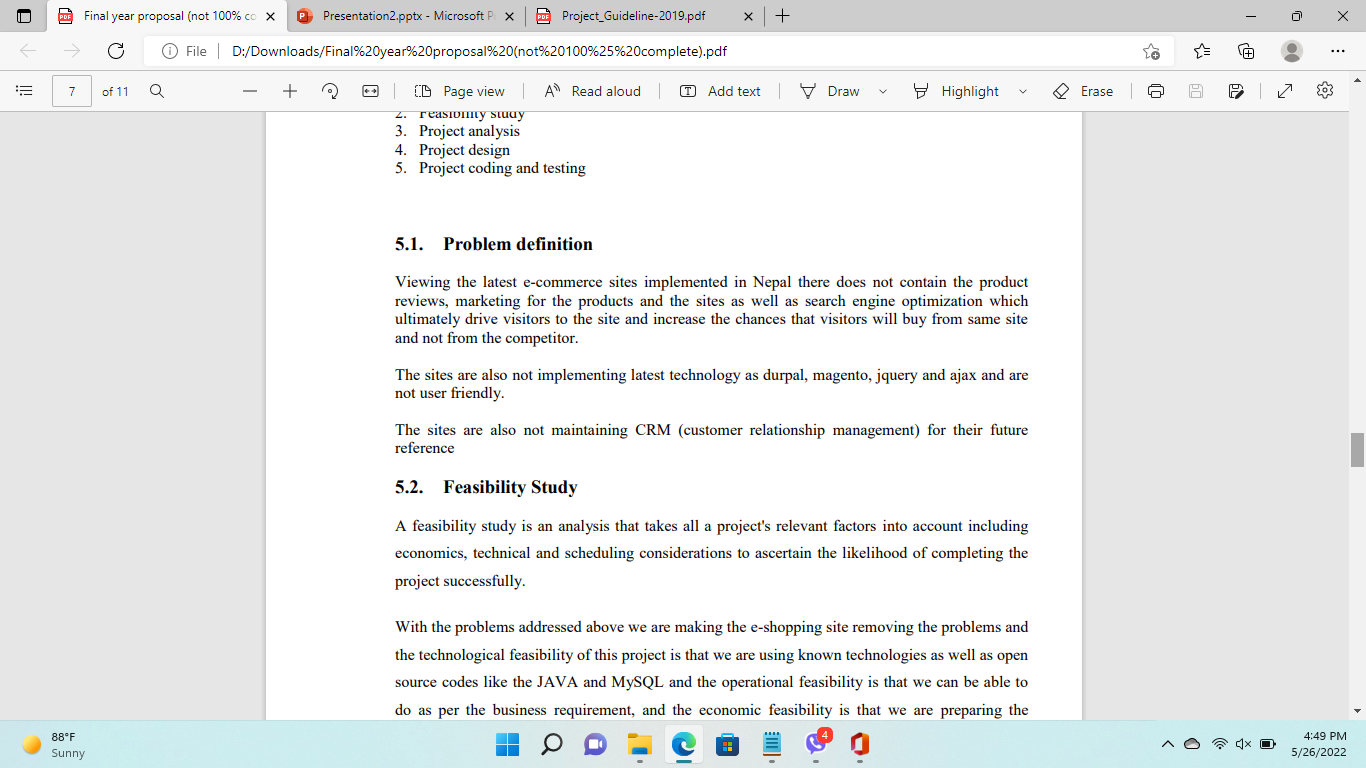 Final year proposal (not 100% co
Presentation2.pptx - Microsoft P
Project_Guideline-2019.pdf
File
D:/Downloads/Final%20year%20proposal%20(not%20100%25%20complete).pdf
7 of 11
Page view
Read aloud
Add text
Draw
Highlight
Erase
2. Feasibility study
3. Project analysis
4. Project design
5. Project coding and testing
5.1. Problem definition
Viewing the latest e-commerce sites implemented in Nepal there does not contain the product
reviews, marketing for the products and the sites as well as search engine optimization which
ultimately drive visitors to the site and increase the chances that visitors will buy from same site
and not from the competitor.
The sites are also not implementing latest technology as durpal, magento, jquery and ajax and are
not user friendly.
The sites are also not maintaining CRM (customer relationship management) for their future
reference
5.2. Feasibility Study
A feasibility study is an analysis that takes all a project's relevant factors into account including
economics, technical and scheduling considerations to ascertain the likelihood of completing the
project successfully.
With the problems addressed above we are making the e-shopping site removing the problems and
the technological feasibility of this project is that we are using known technologies as well as open
source codes like the JAVA and MySQL and the operational feasibility is that we can be able to
do as per the business requirement, and the economic feasibility is that we are preparing the
88°F
Sunny
4
4:49 PM
5/26/2022